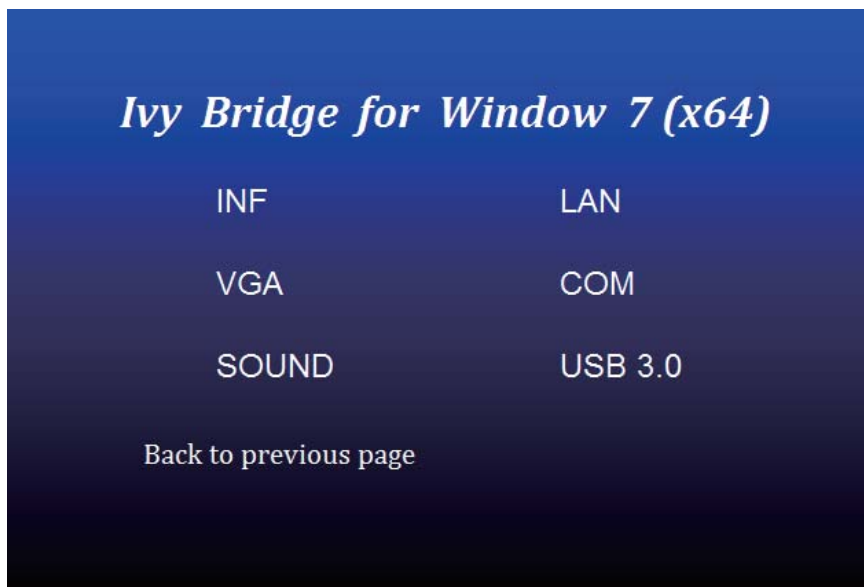 Ivy Bridge for Window 7 (x64)
INF LAN
VGA COM
SOUND USB 3.0
Back to previous page